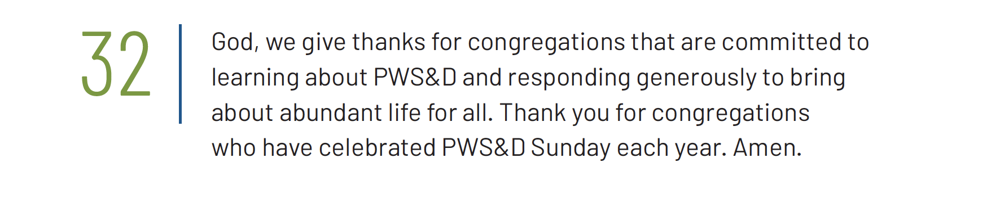 32
God, we give thanks for congregations that are committed to
learning about PWS&D and responding generously to bring
about abundant life for all. Thank you for congregations
who have celebrated PWS&D Sunday each year. Amen.